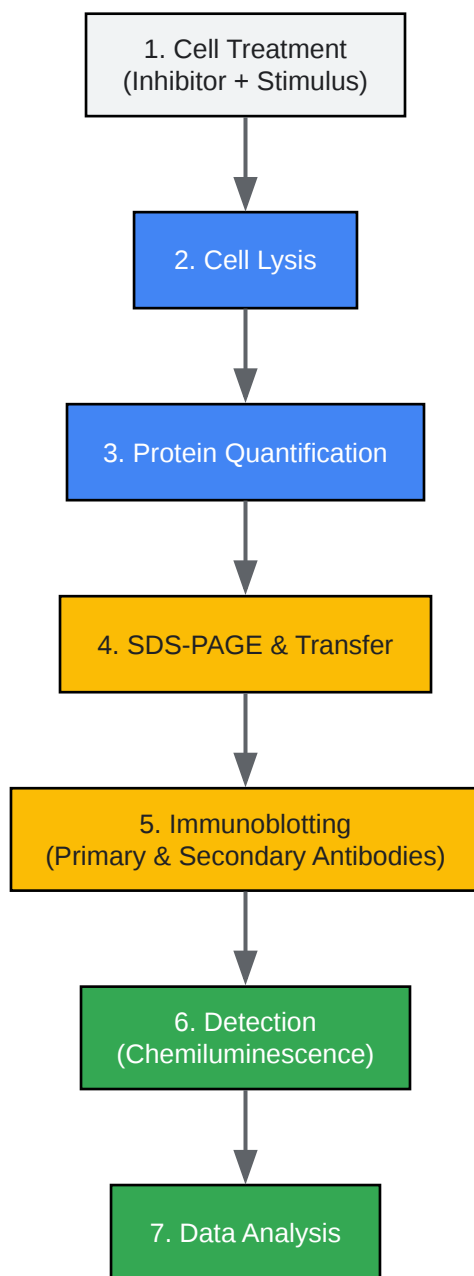 1. Cell Treatment
(Inhibitor + Stimulus)
2. Cell Lysis
3. Protein Quantification
4. SDS-PAGE & Transfer
5. Immunoblotting
(Primary & Secondary Antibodies)
6. Detection
(Chemiluminescence)
7. Data Analysis